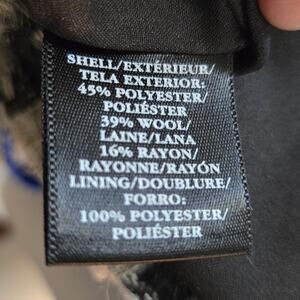 SHELL/EXTÉRIEUR/
TELA EXTERIOR:
45% POLYESTER/
POLIÉSTER
39% WOOL/
LAINE/LANA
16% RAYON/
RAYONNE/RAYÓN
LINING/DOUBLURE/
FORRO:
100% POLYESTER/
POLIÉSTER